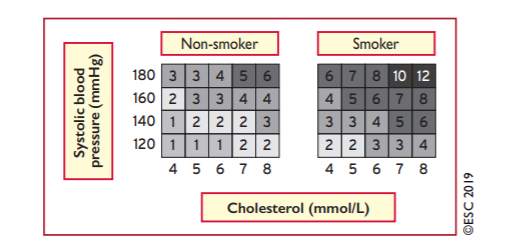 Non-smoker Smoker
Systolic blood
pressure (mmHg)
180 3 3 4 5 6 6 7 8 10 12
160 2 3 3 4 4 4 5 6 7 8
140 1 2 2 2 3 3 3 4 5 6
120 1 1 1 2 2 2 2 3 3 4
4 5 6 7 8 4 5 6 7 8
Cholesterol (mmol/L)
©ESC 2019